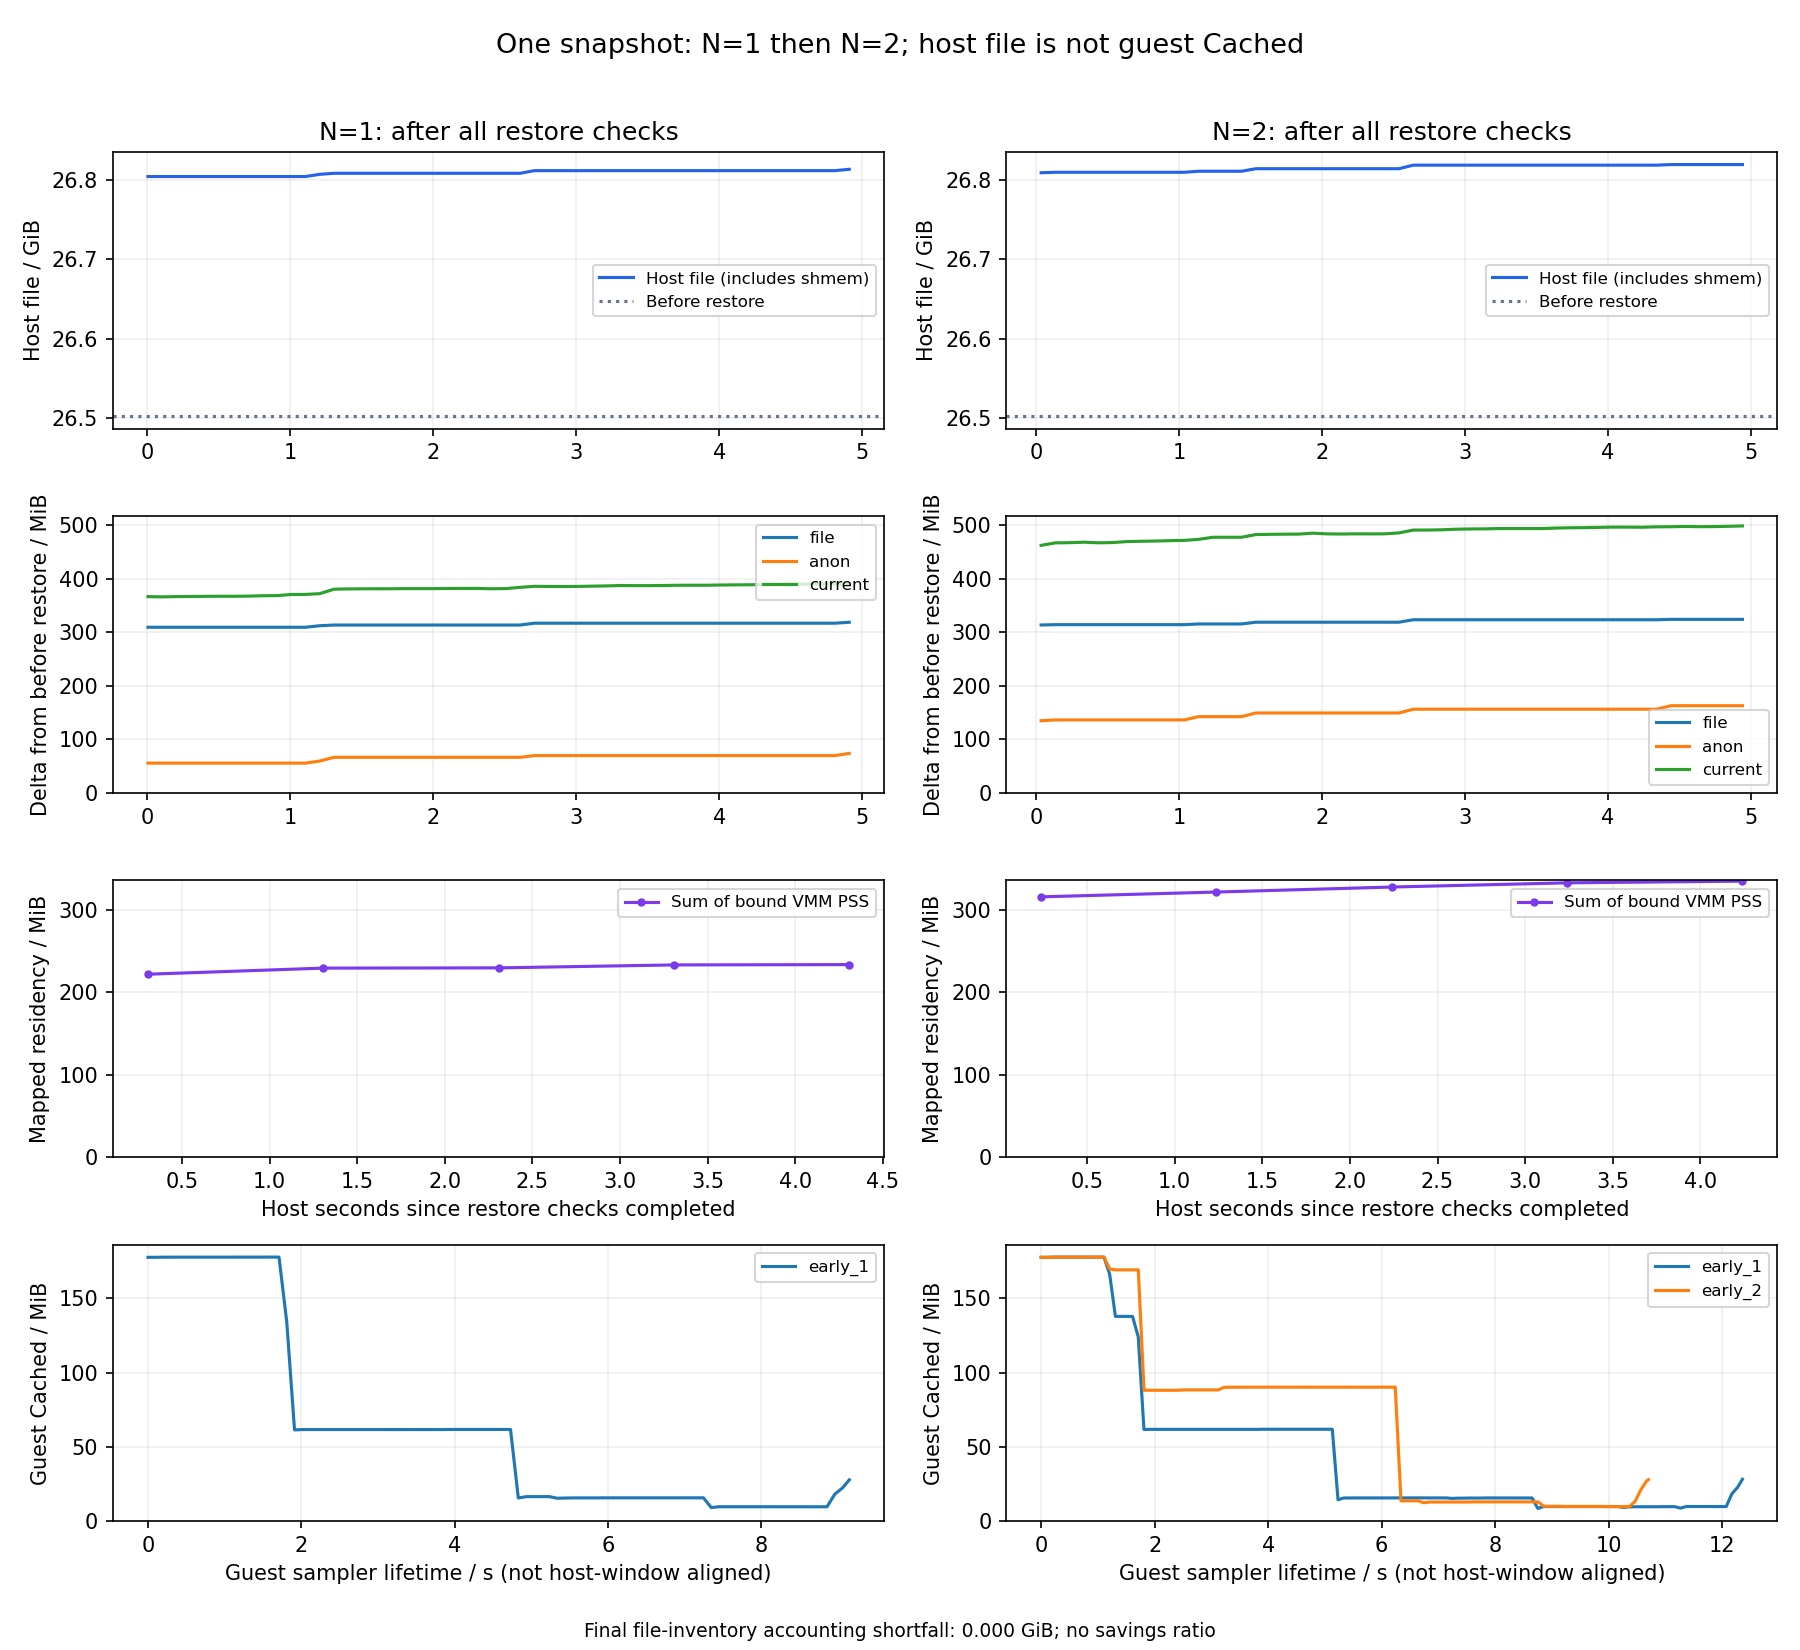 One snapshot: N=1 then N=2; host file is not guest Cached
N=1: after all restore checks
Host file / GiB
26.8
26.7
26.6
26.5
Host file (includes shmem)
Before restore
0 1 2 3 4 5
N=2: after all restore checks
Host file / GiB
26.8
26.7
26.6
26.5
Host file (includes shmem)
Before restore
0 1 2 3 4 5
Delta from before restore / MiB
500
400
300
200
100
0
file
anon
current
0 1 2 3 4 5
Delta from before restore / MiB
500
400
300
200
100
0
file
anon
current
0 1 2 3 4 5
Mapped residency / MiB
300
200
100
0
Sum of bound VMM PSS
0.5 1.0 1.5 2.0 2.5 3.0 3.5 4.0 4.5
Host seconds since restore checks completed
Mapped residency / MiB
300
200
100
0
Sum of bound VMM PSS
0.5 1.0 1.5 2.0 2.5 3.0 3.5 4.0
Host seconds since restore checks completed
Guest Cached / MiB
150
100
50
0
early_1
0 2 4 6 8
Guest sampler lifetime / s (not host-window aligned)
Guest Cached / MiB
150
100
50
0
early_1
early_2
0 2 4 6 8 10 12
Guest sampler lifetime / s (not host-window aligned)
Final file-inventory accounting shortfall: 0.000 GiB; no savings ratio